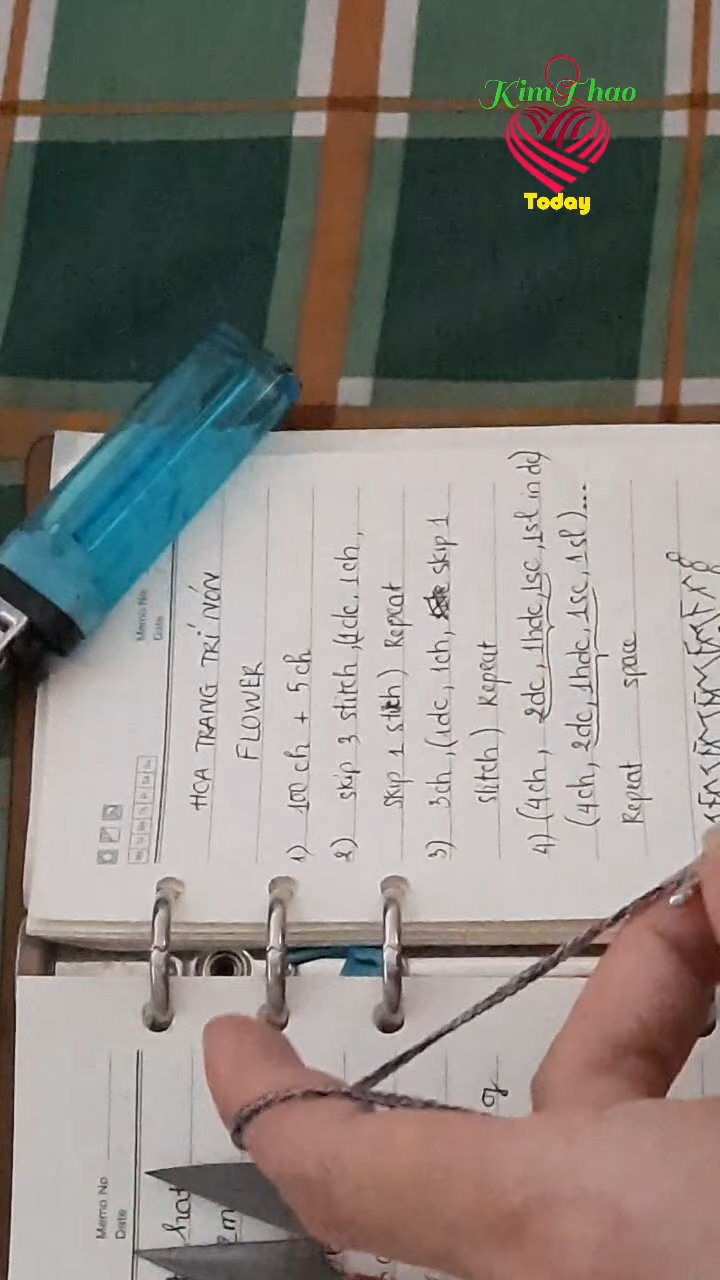 KimThao
Today
Memo No
Date
HOA TRANG TRÍ NÓN
FLOWER
1) 100 ch + 5 ch
2) skip 3 stitch, (1dc, 1ch,
skip 1 stitch) Repeat
3) 3ch, (1dc, 1ch, skip 1
stitch) Repeat
4) (4ch, 2dc, 1hdc, 1sc, 1sl in dc)
(4ch, 2dc, 1hdc, 1sc, 1sl)...
Repeat space
Memo No
Date
hat